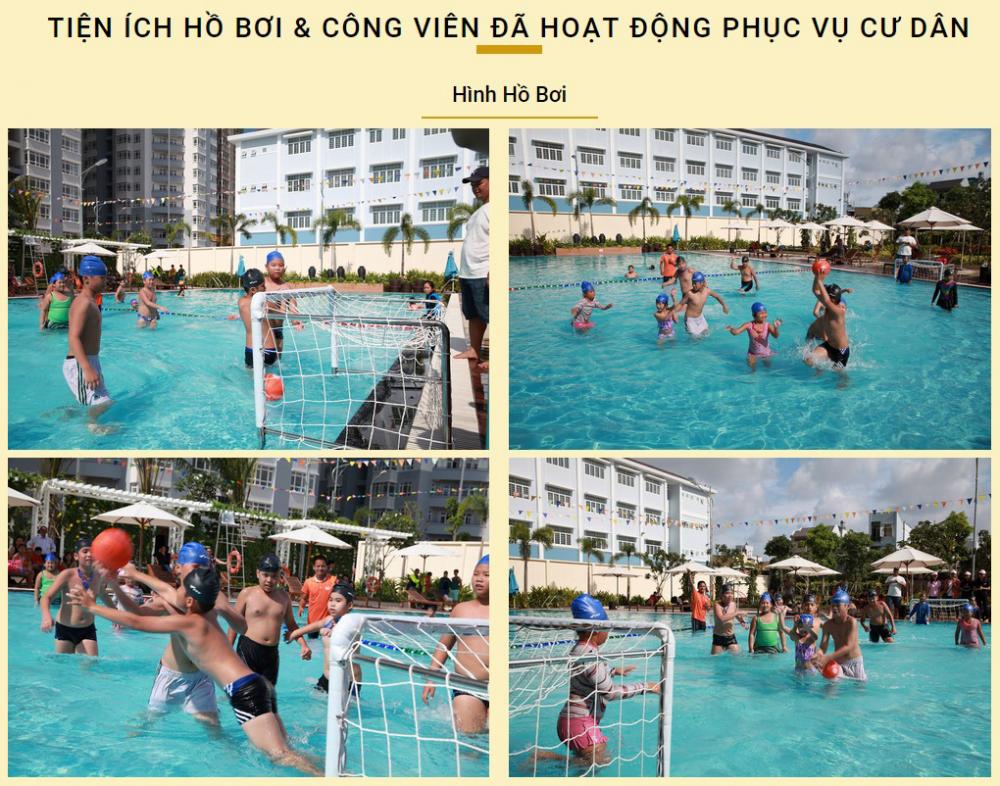 TIỆN ÍCH HỒ BƠI & CÔNG VIÊN ĐÃ HOẠT ĐỘNG PHỤC VỤ CƯ DÂN
Hình Hồ Bơi